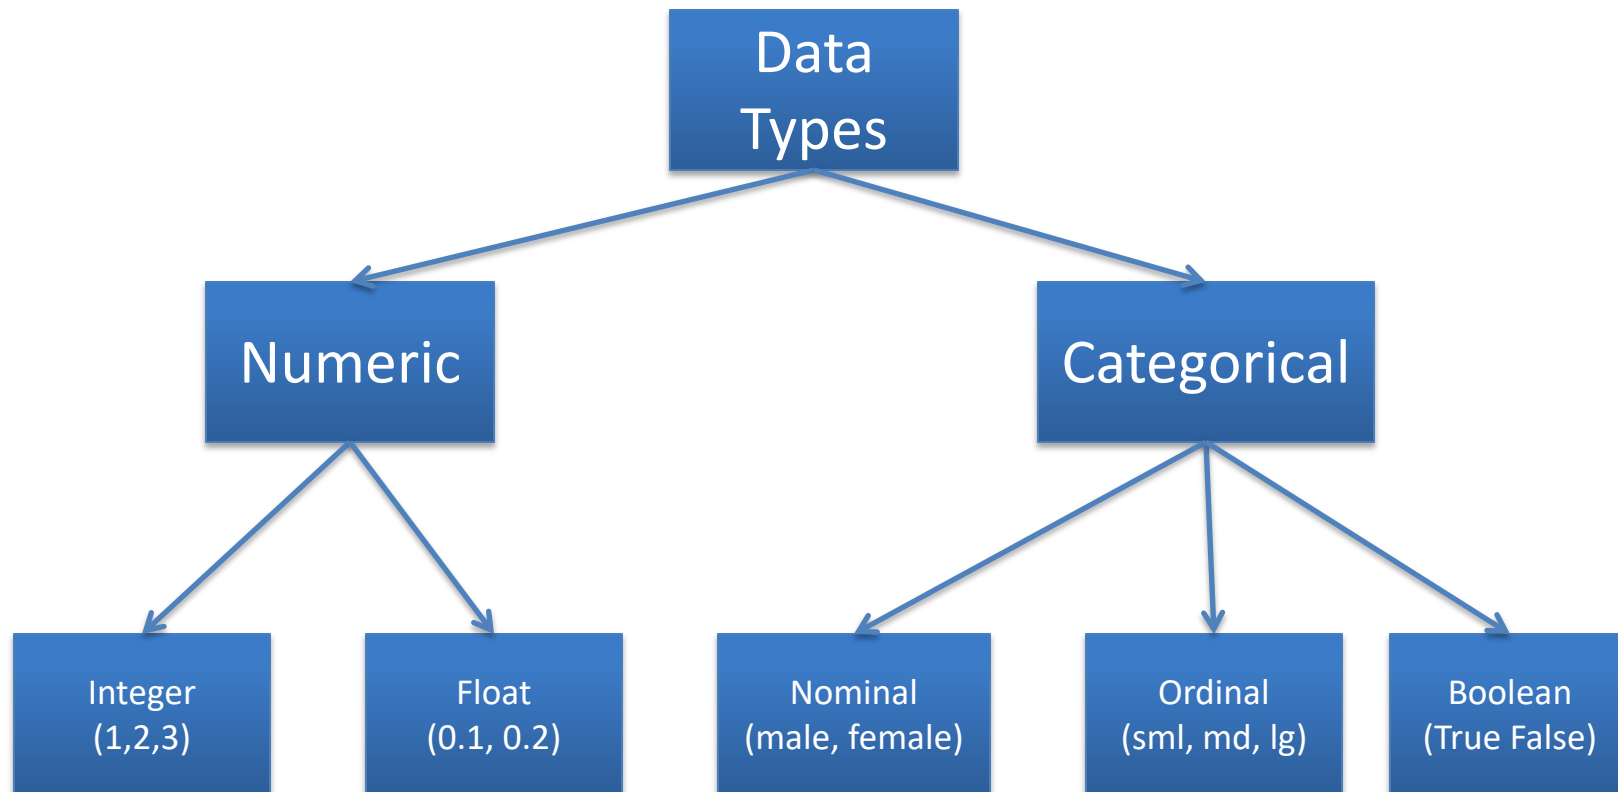 Data
Types
Numeric
Categorical
Integer
(1,2,3)
Float
(0.1, 0.2)
Nominal
(male, female)
Ordinal
(sml, md, lg)
Boolean
(True False)